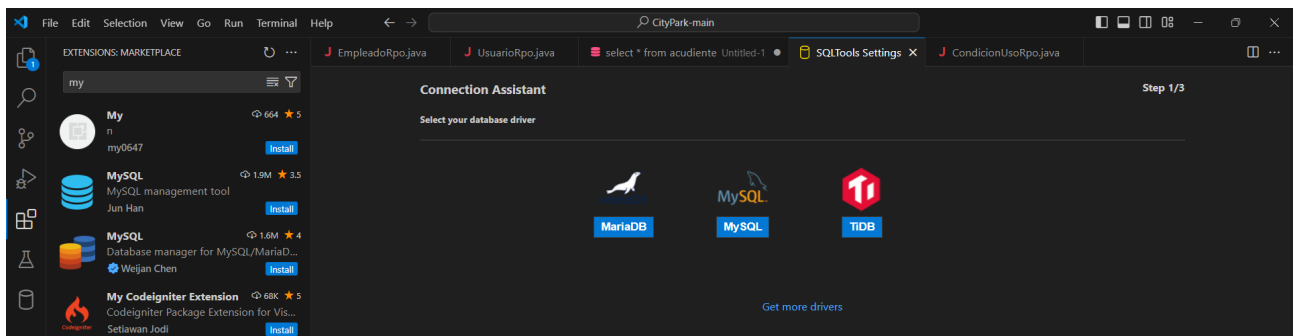 File Edit Selection View Go Run Terminal Help
CityPark-main
EXTENSIONS: MARKETPLACE
EmpleadoRpo.java
UsuarioRpo.java
select * from acudiente Untitled-1
SQLTools Settings
CondicionUsoRpo.java
1
my
My 664 5
n
my0647 Install
MySQL 1.9M 3.5
MySQL management tool
Jun Han Install
MySQL 1.6M 4
Database manager for MySQL/MariaD...
Weijan Chen Install
My Codeigniter Extension 68K 5
Codeigniter Package Extension for Vis...
Setiawan Jodi Install
Codeigniter
Connection Assistant Step 1/3
Select your database driver
MySQL
MariaDB MySQL TiDB
Get more drivers